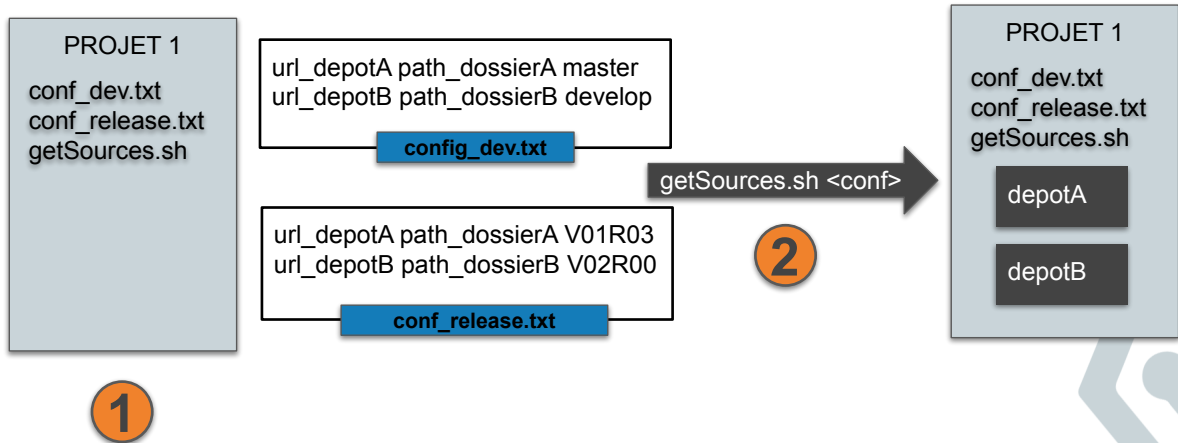 PROJET 1
conf_dev.txt
conf_release.txt
getSources.sh
1
url_depotA path_dossierA master
url_depotB path_dossierB develop
config_dev.txt
url_depotA path_dossierA V01R03
url_depotB path_dossierB V02R00
conf_release.txt
getSources.sh <conf>
2
PROJET 1
conf_dev.txt
conf_release.txt
getSources.sh
depotA
depotB